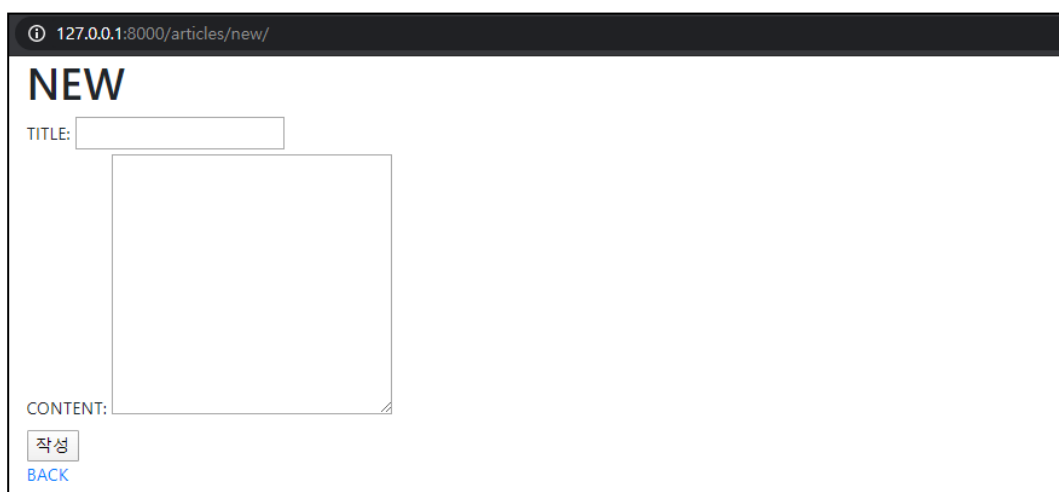 127.0.0.1:8000/articles/new/
NEW
TITLE:
CONTENT:
작성
BACK